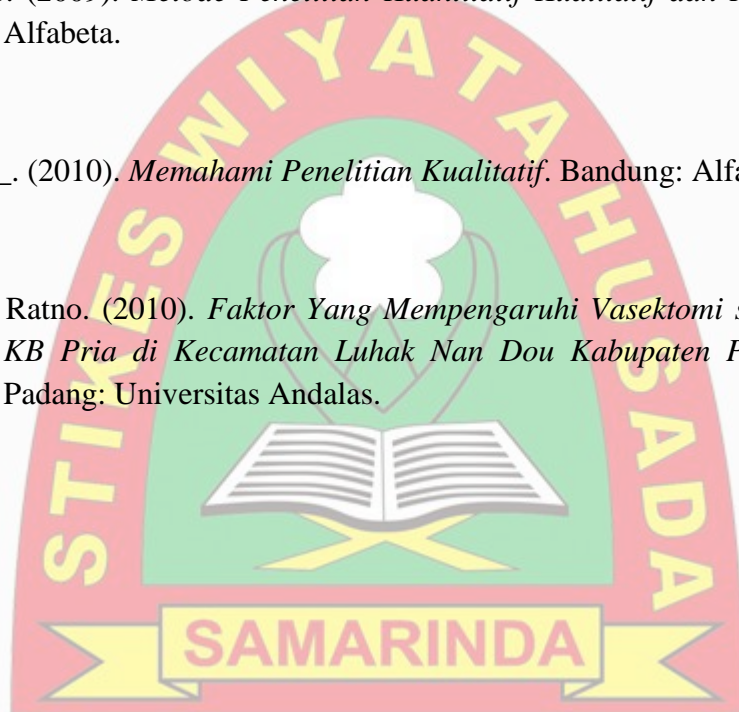 . (2009).
Alfabeta.
_. (2010). Memahami Penelitian Kualitatif. Bandung: Alfa
Ratno. (2010). Faktor Yang Mempengaruhi Vasektomi s
KB Pria di Kecamatan Luhak Nan Dou Kabupaten P
Padang: Universitas Andalas.
STIKES WIYATA HUSADA
SAMARINDA